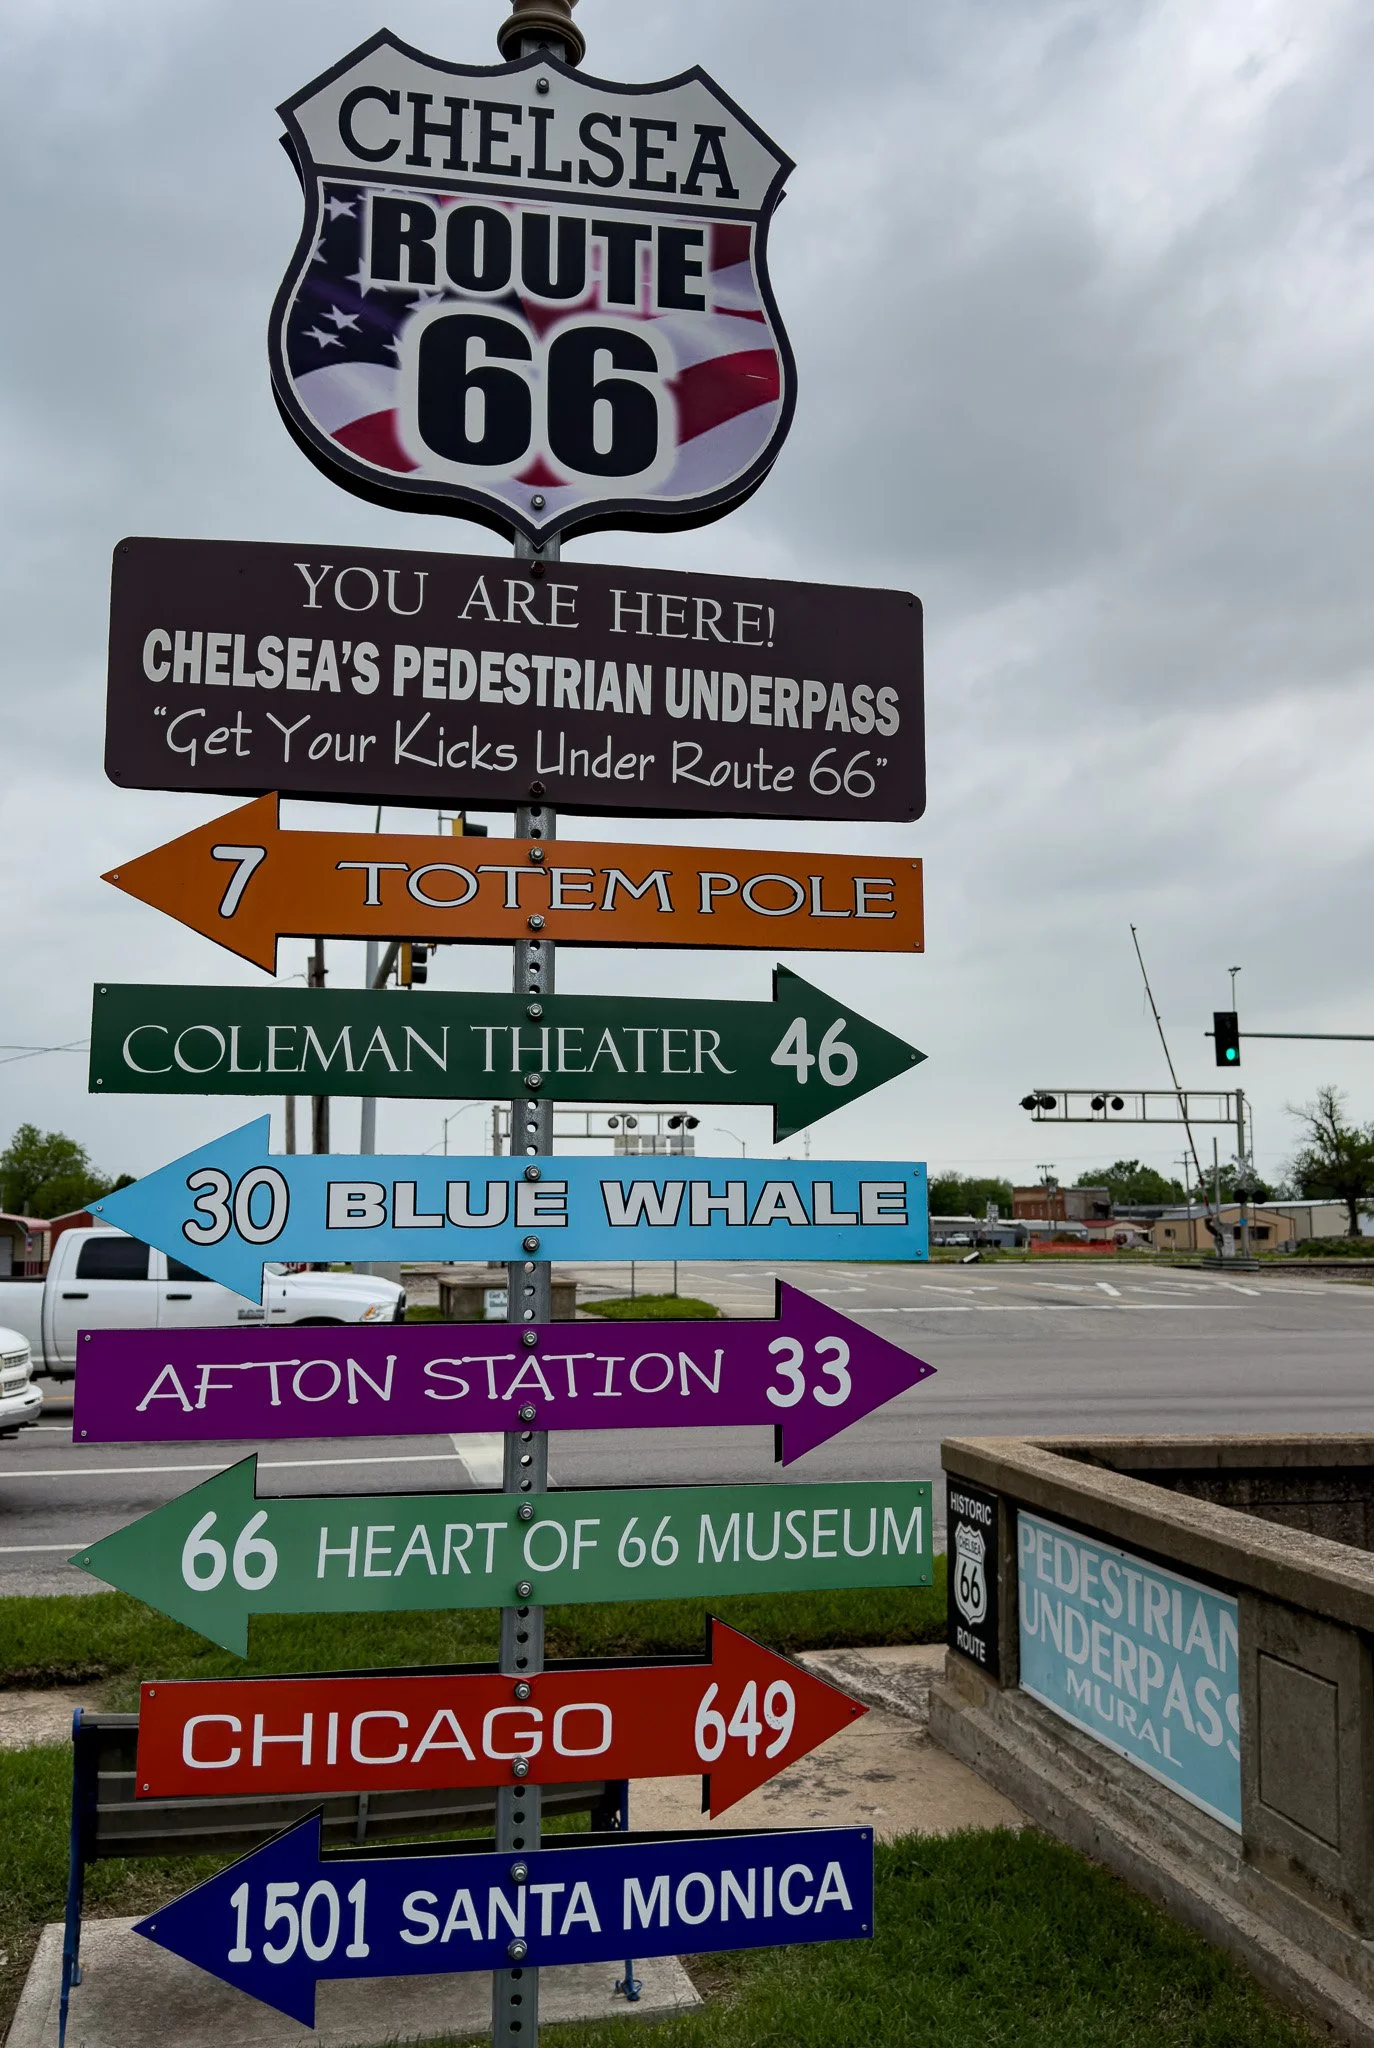 CHELSEA
ROUTE
66
YOU ARE HERE!
CHELSEA'S PEDESTRIAN UNDERPASS
"Get Your Kicks Under Route 66"
7 TOTEM POLE
COLEMAN THEATER 46
30 BLUE WHALE
AFTON STATION 33
66 HEART OF 66 MUSEUM
CHICAGO 649
1501 SANTA MONICA
HISTORIC
CHELSEA
66
ROUTE
PEDESTRIAN
UNDERPASS
MURAL